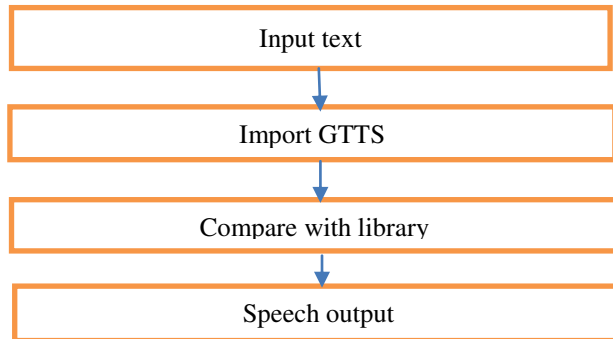 Input text
Import GTTS
Compare with library
Speech output